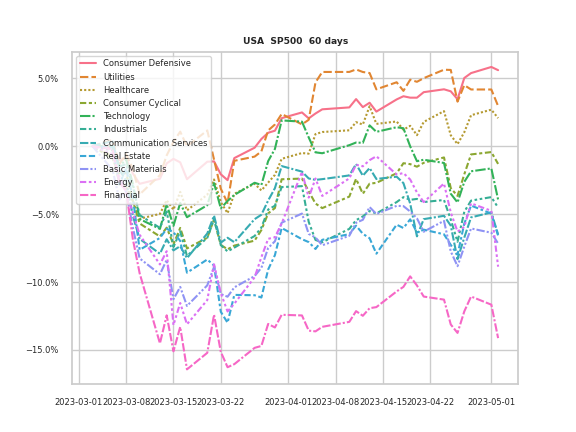 USA  SP500  60 days
Consumer Defensive
Utilities
Healthcare
Consumer Cyclical
Technology
Industrials
Communication Services
Real Estate
Basic Materials
Energy
Financial
5.0%
0.0%
−5.0%
−10.0%
−15.0%
2023-03-01 2023-03-08 2023-03-15 2023-03-22 2023-04-01 2023-04-08 2023-04-15 2023-04-22 2023-05-01